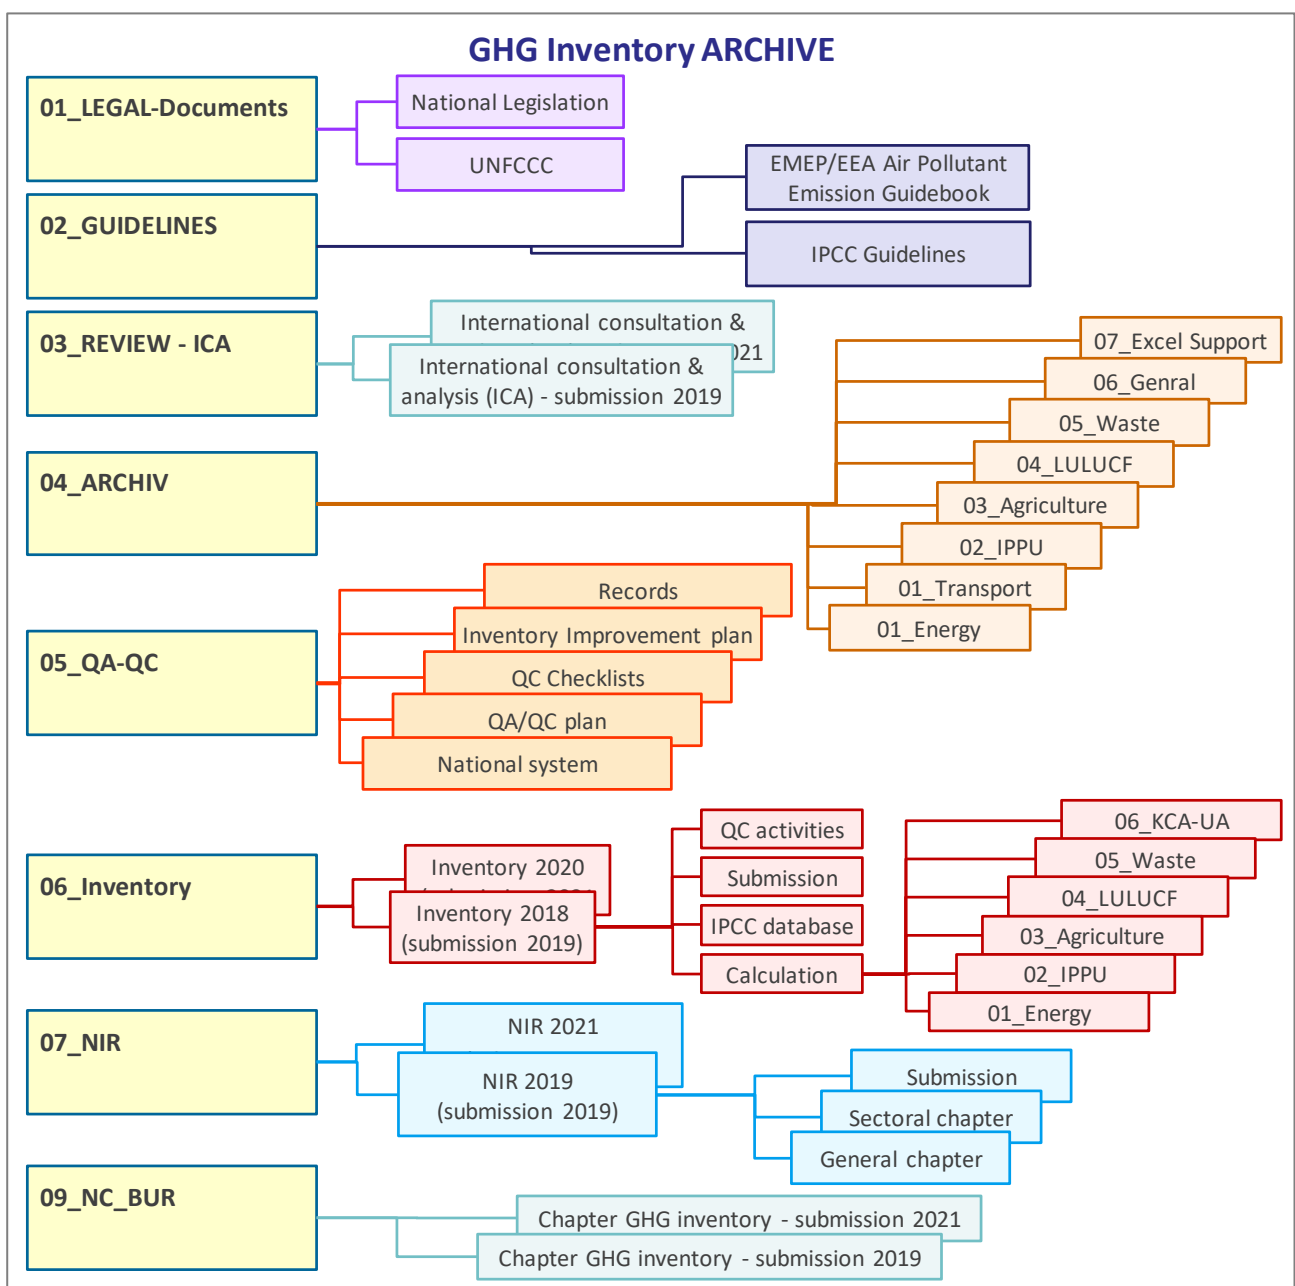 GHG Inventory ARCHIVE
01_LEGAL-Documents
National Legislation
UNFCCC
02_GUIDELINES
EMEP/EEA Air Pollutant
Emission Guidebook
IPCC Guidelines
03_REVIEW - ICA
International consultation &
021
International consultation &
analysis (ICA) - submission 2019
04_ARCHIV
07_Excel Support
06_Genral
05_Waste
04_LULUCF
03_Agriculture
02_IPPU
01_Transport
01_Energy
05_QA-QC
Records
Inventory Improvement plan
QC Checklists
QA/QC plan
National system
06_Inventory
Inventory 2020
Inventory 2018
(submission 2019)
QC activities
Submission
IPCC database
Calculation
06_KCA-UA
05_Waste
04_LULUCF
03_Agriculture
02_IPPU
01_Energy
07_NIR
NIR 2021
NIR 2019
(submission 2019)
Submission
Sectoral chapter
General chapter
09_NC_BUR
Chapter GHG inventory - submission 2021
Chapter GHG inventory - submission 2019